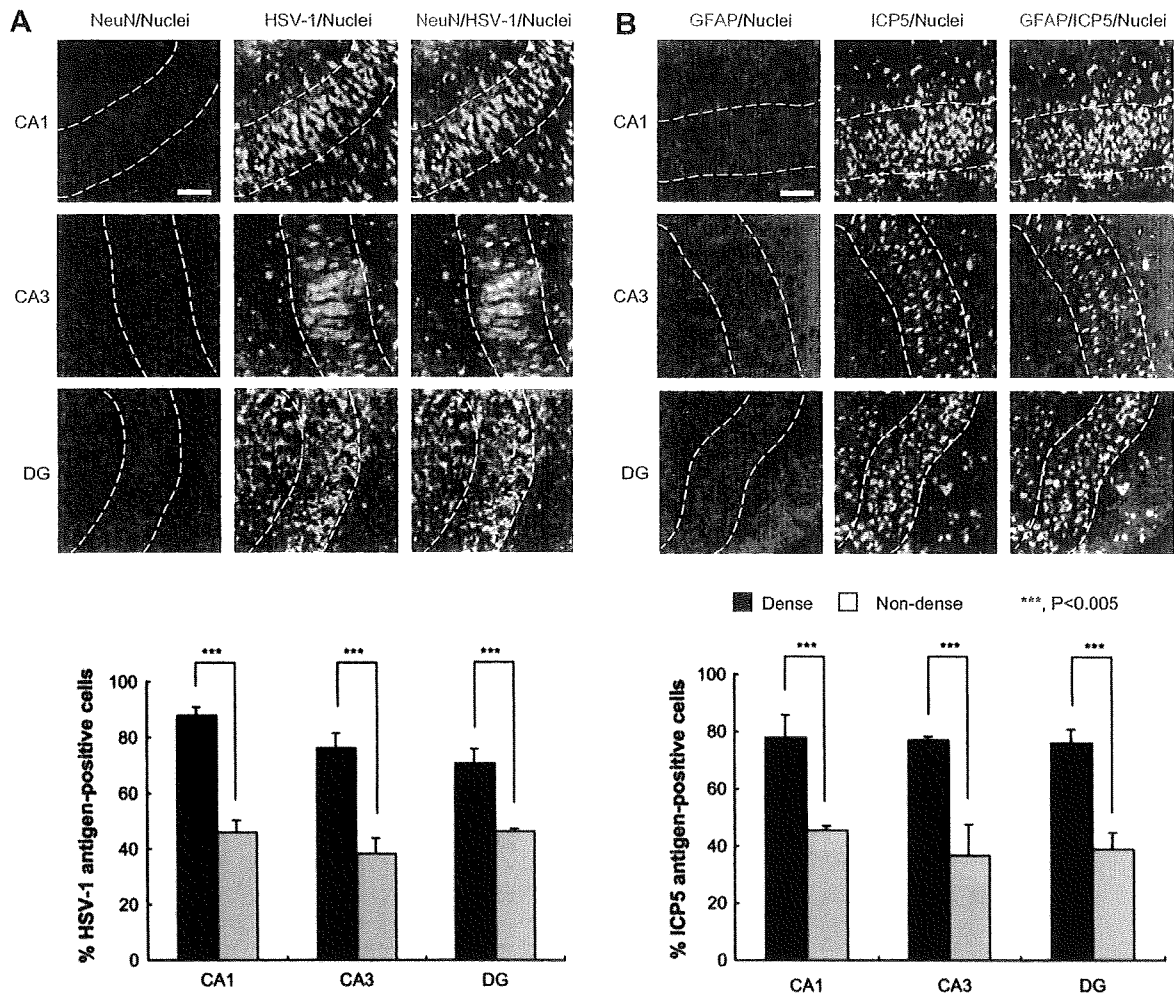 A
NeuN/Nuclei HSV-1/Nuclei NeuN/HSV-1/Nuclei
CA1
CA3
DG
B
GFAP/Nuclei ICP5/Nuclei GFAP/ICP5/Nuclei
CA1
CA3
DG
Dense Non-dense ***, P<0.005
% HSV-1 antigen-positive cells
100
80
60
40
20
0
*** *** ***
CA1 CA3 DG
% ICP5 antigen-positive cells
100
80
60
40
20
0
*** *** ***
CA1 CA3 DG